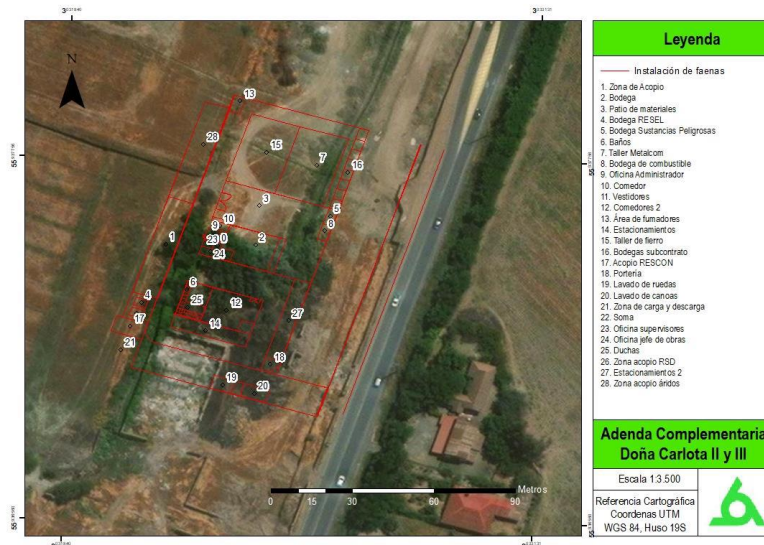 N
13
28
15
7
16
3
5
10
9
8
23
0
2
1
24
6
4
25
12
27
17
14
21
18
19
20
Metros
0
15
30
60
90
Leyenda
Instalación de faenas
1. Zona de Acopio
2. Bodega
3. Patio de materiales
4. Bodega RESEL
5. Bodega Sustancias Peligrosas
6. Baños
7. Taller Metalcom
8. Bodega de combustible
9. Oficina Administrador
10. Comedor
11. Vestidores
12. Comedores 2
13. Área de fumadores
14. Estacionamientos
15. Taller de fierro
16. Bodegas subcontrato
17. Acopio RESCON
18. Portería
19. Lavado de ruedas
20. Lavado de canoas
21. Zona de carga y descarga
22. Soma
23. Oficina supervisores
24. Oficina jefe de obras
25. Duchas
26. Zona acopio RSD
27. Estacionamientos 2
28. Zona acopio áridos
Adenda Complementaria
Doña Carlota II y III
Escala 1:3.500
Referencia Cartográfica
Coordenas UTM
WGS 84, Huso 19S